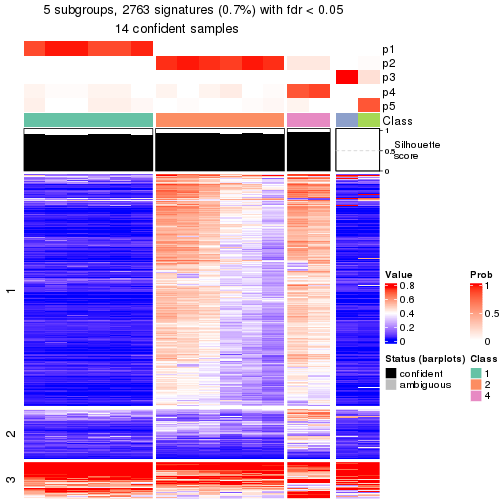 5 subgroups, 2763 signatures (0.7%) with fdr < 0.05
14 confident samples
p1
p2
p3
p4
p5
Class
1
0.5
0
Silhouette
score
1
2
3
Value
0.8
0.6
0.4
0.2
0
Prob
1
0.5
0
Status (barplots)
confident
ambiguous
Class
1
2
4